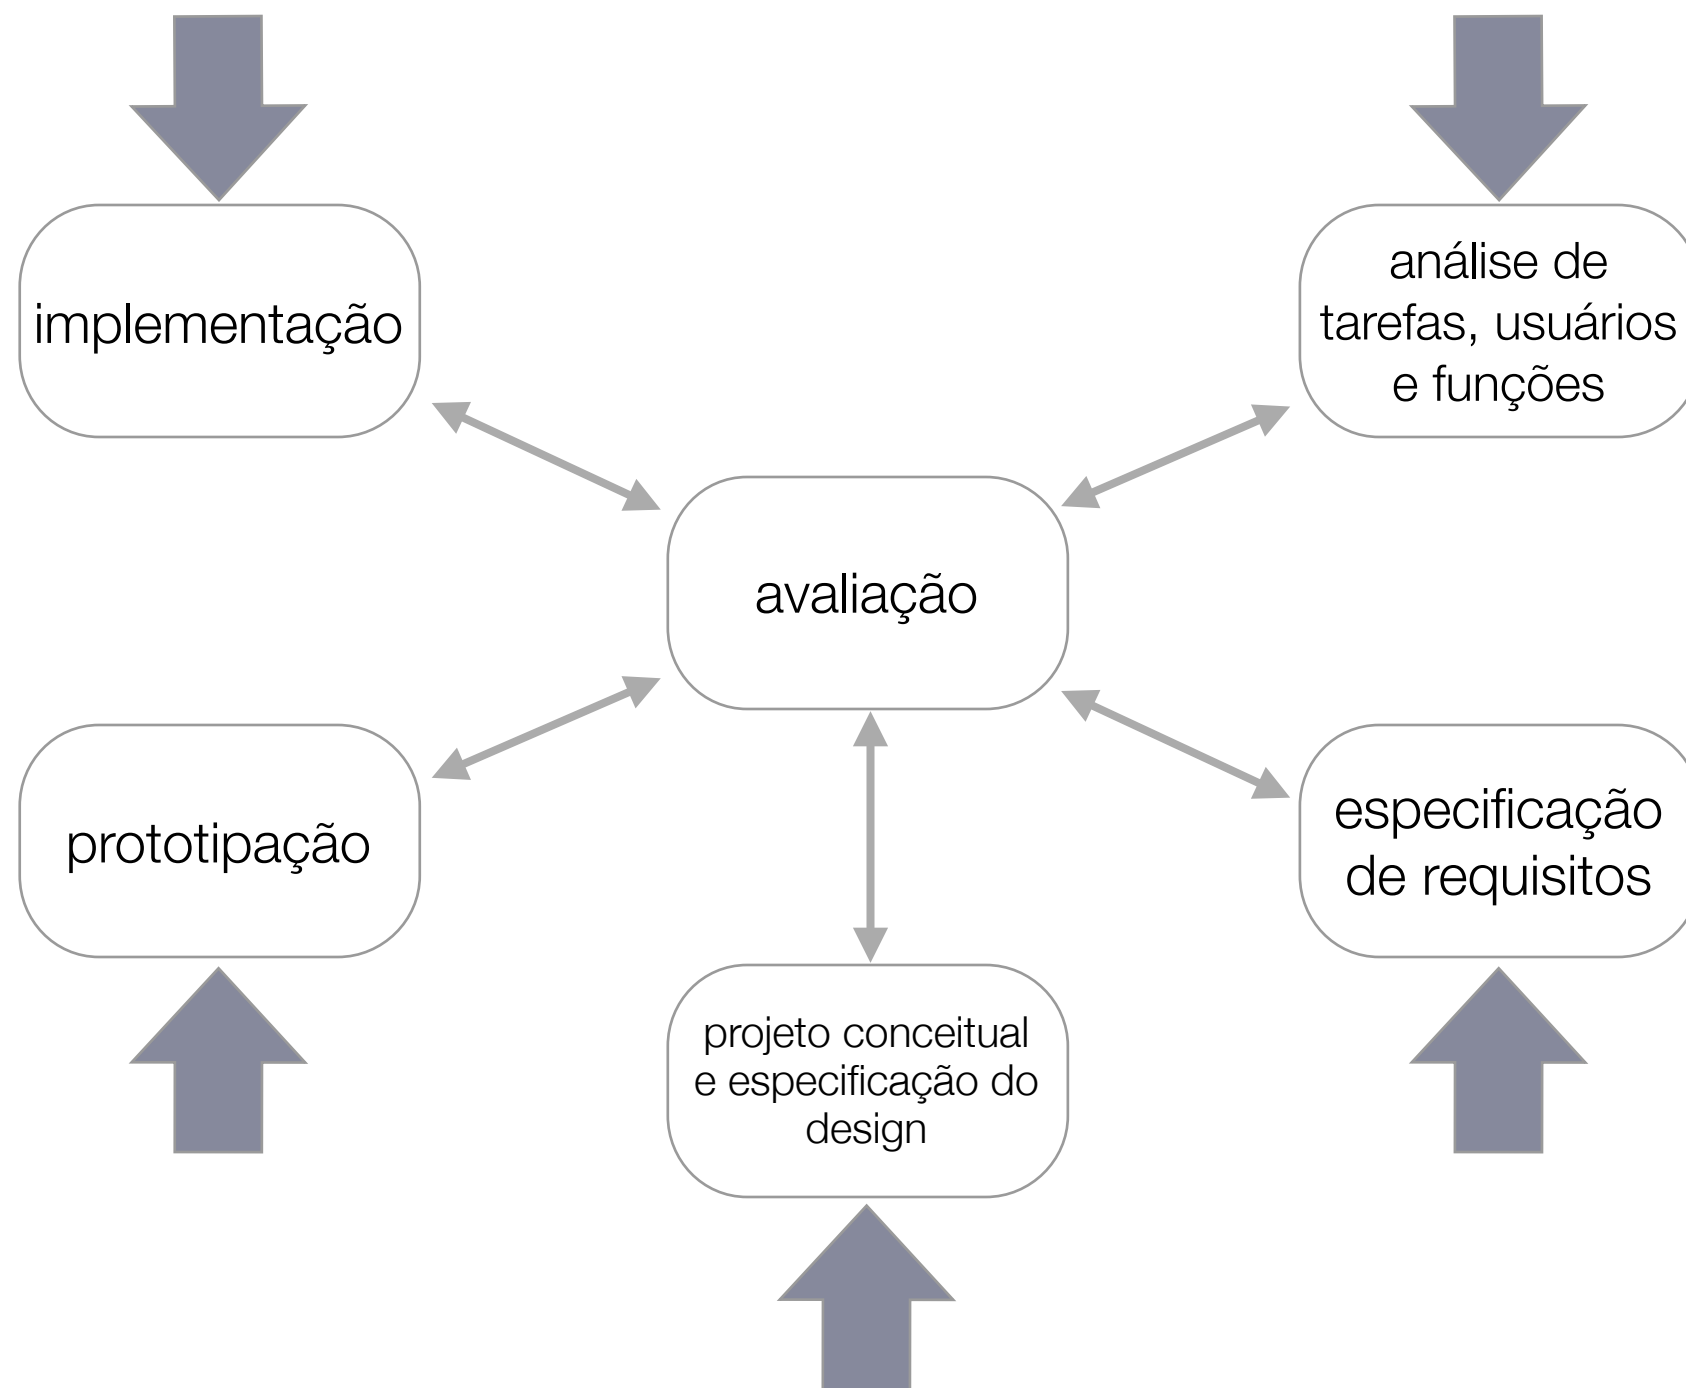 implementação
análise de
tarefas, usuários
e funções
avaliação
prototipação
especificação
de requisitos
projeto conceitual
e especificação do
design